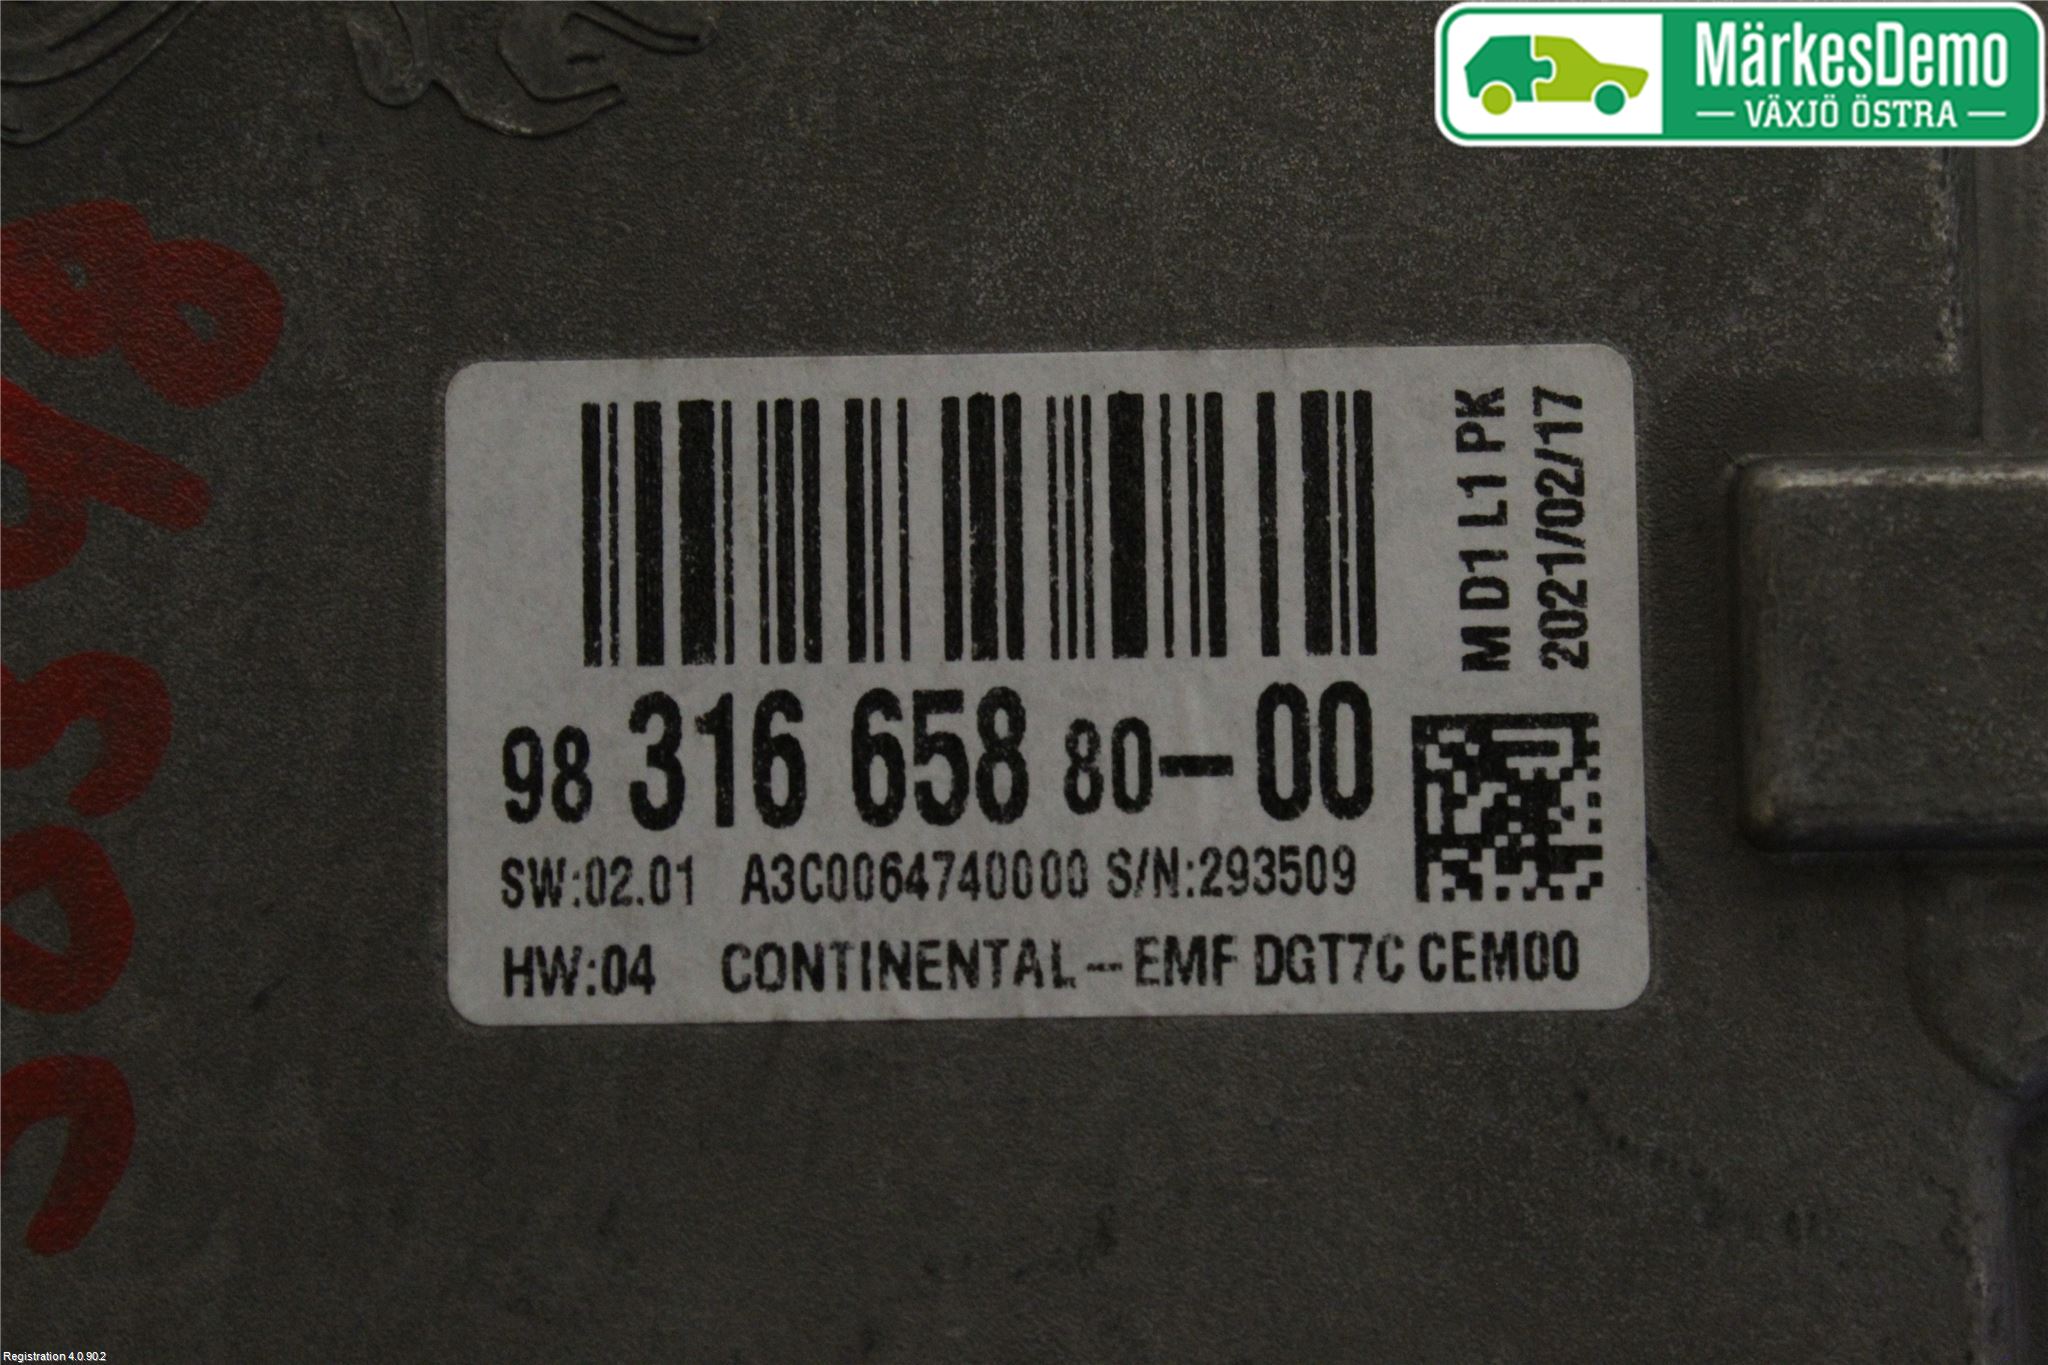 MärkesDemo
VÄXJÖ ÖSTRA
MD1 L1 PK
2021/02/17
98 316 658 80-00
SW:02.01 A3C0064740000 S/N:293509
HW:04 CONTINENTAL-EMF DGT7C CEM00
Registration 4.0.90.2